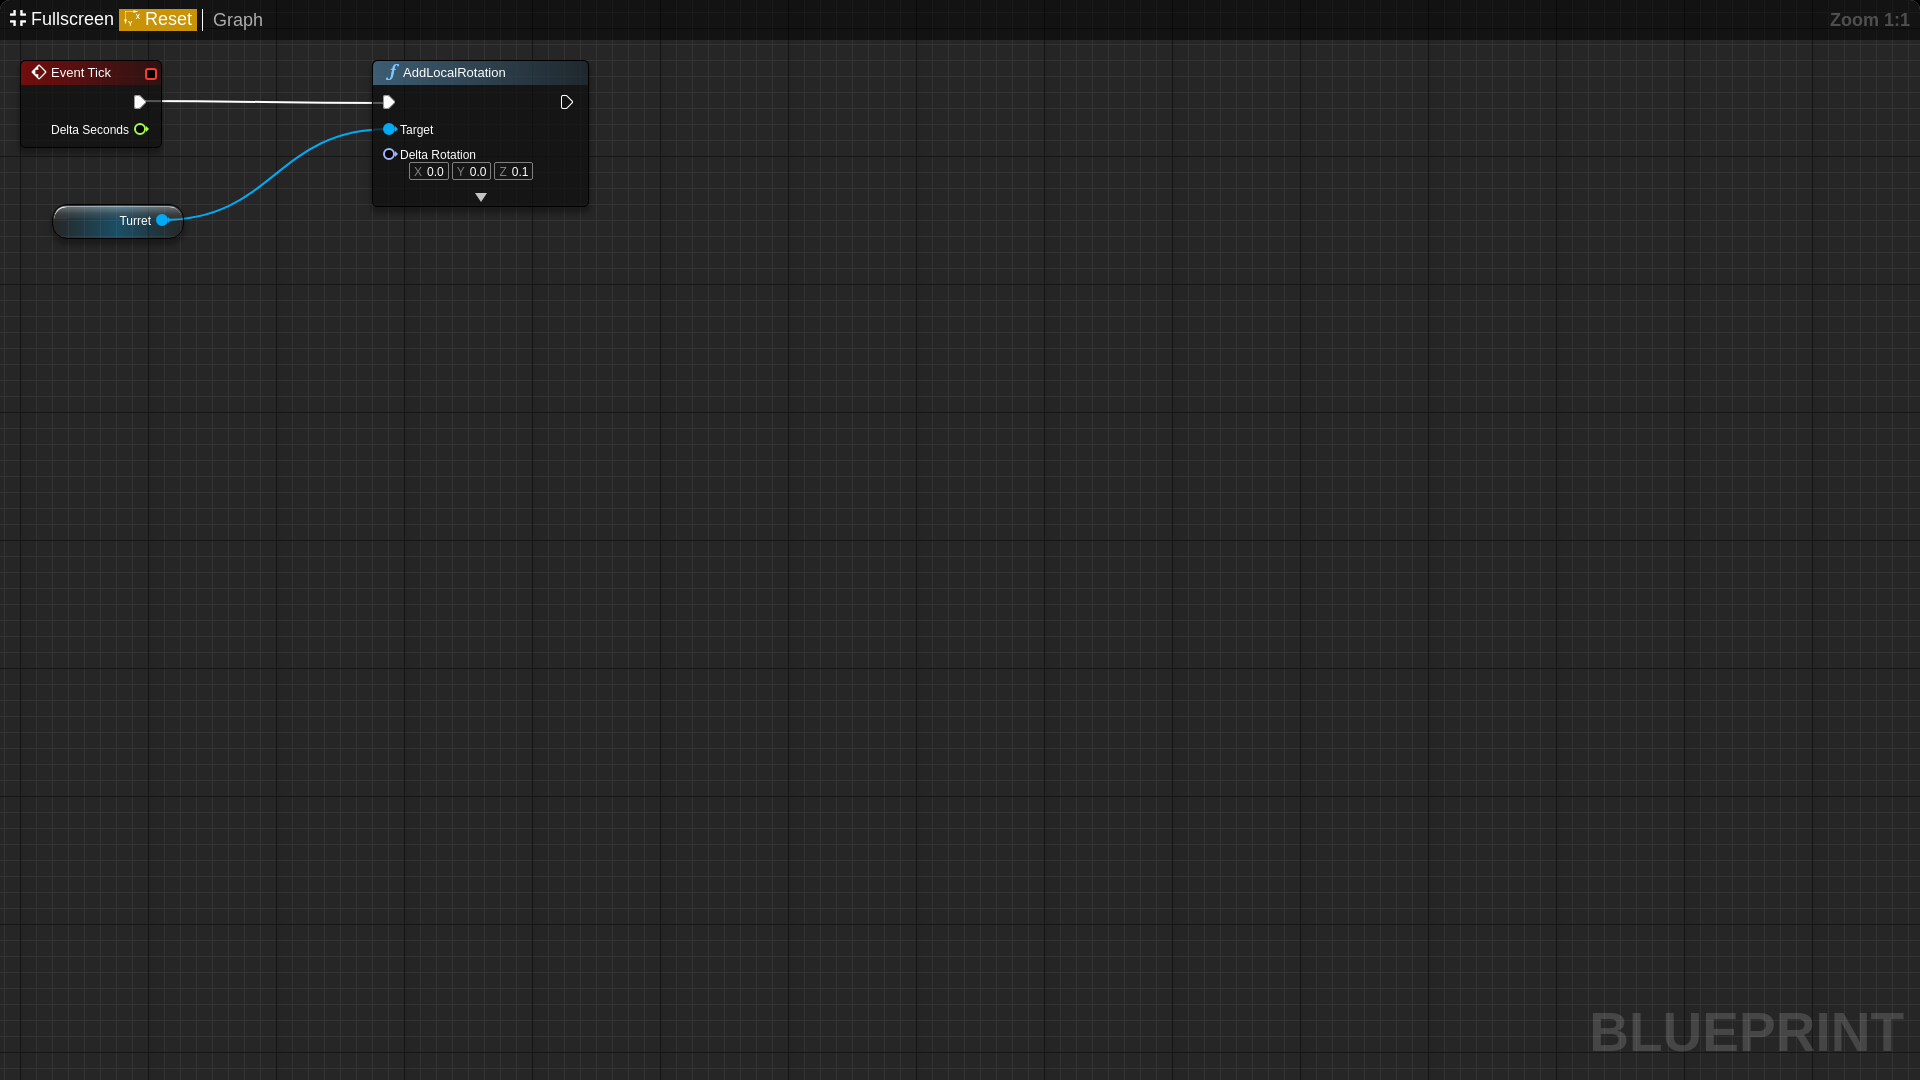 Fullscreen Reset Graph Zoom 1:1
Event Tick
Delta Seconds
AddLocalRotation
Target
Delta Rotation
X 0.0 Y 0.0 Z 0.1
Turret
BLUEPRINT